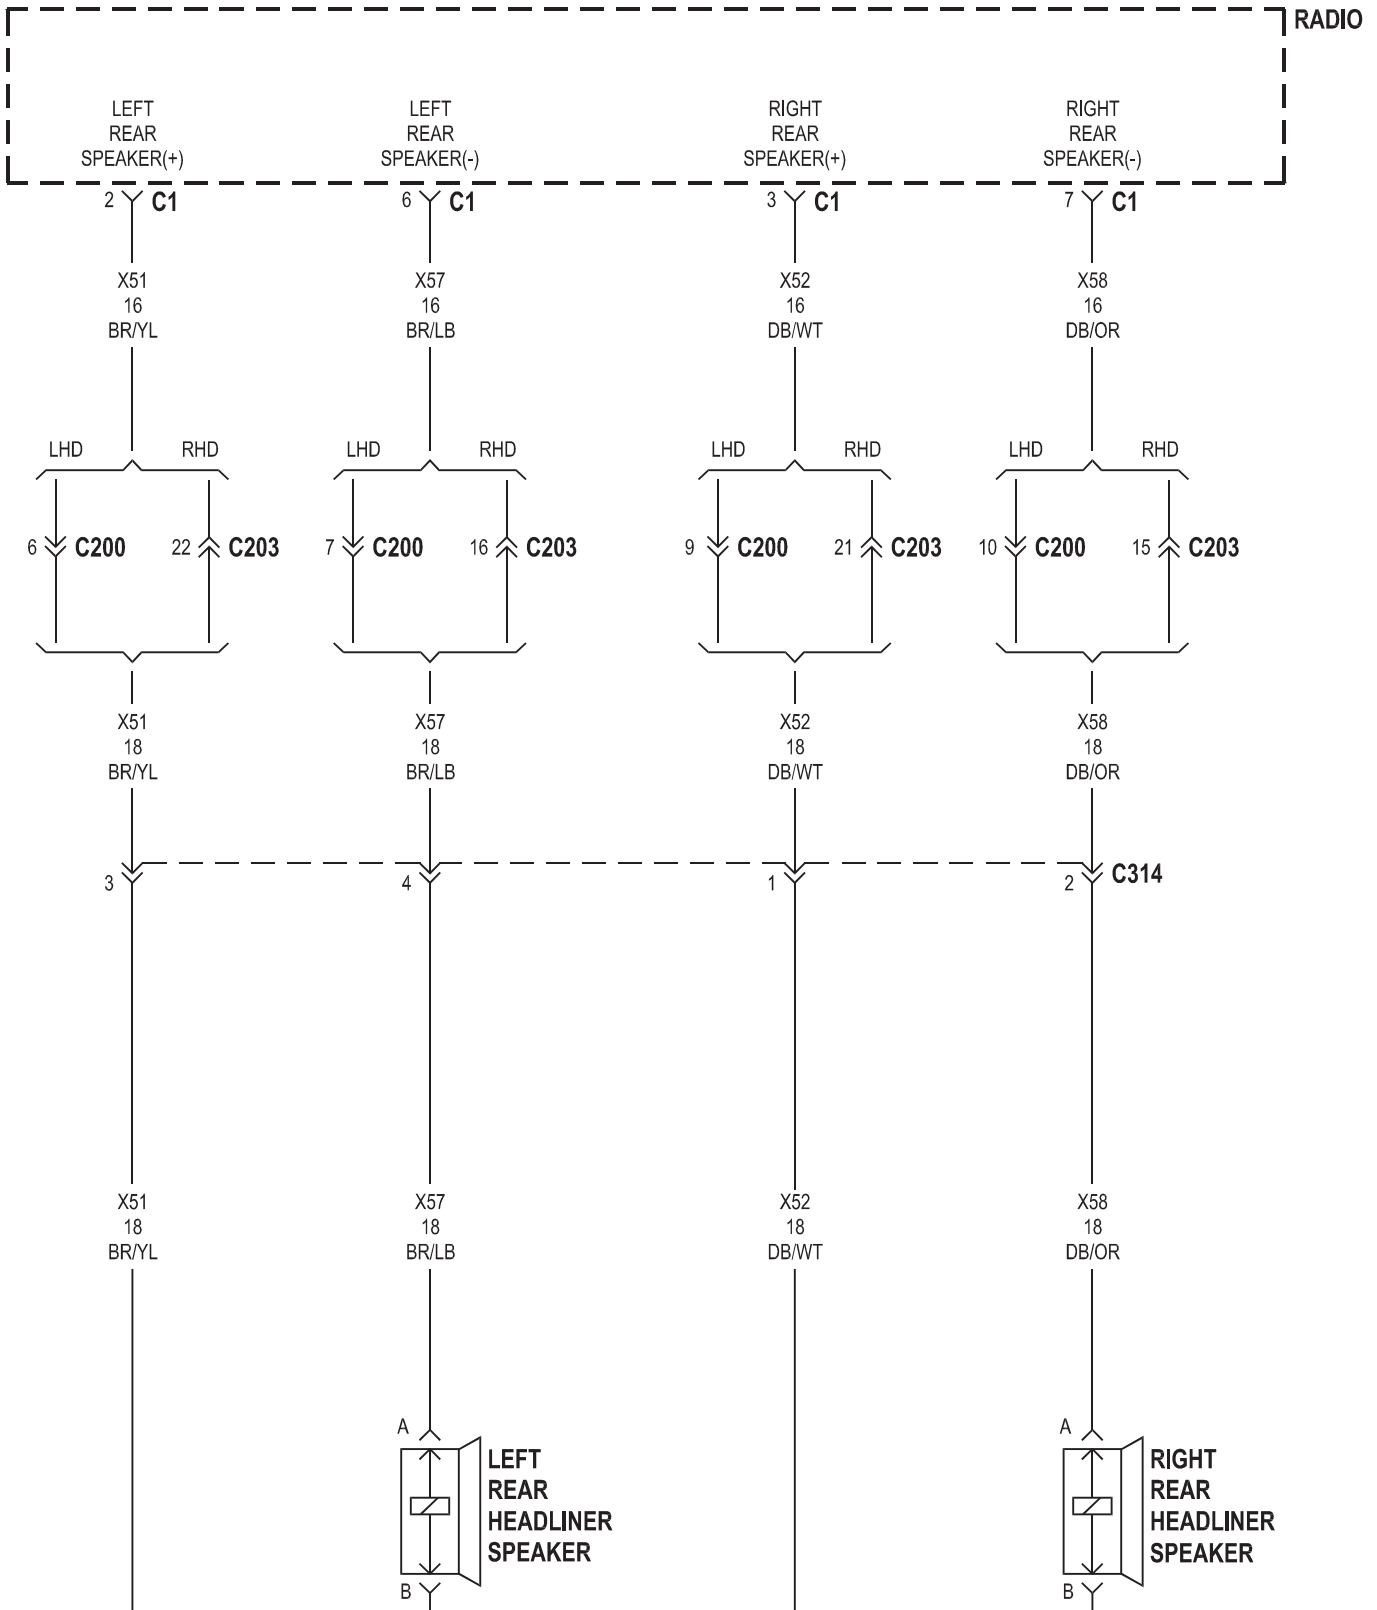 RADIO
LEFT REAR SPEAKER(+)
LEFT REAR SPEAKER(-)
RIGHT REAR SPEAKER(+)
RIGHT REAR SPEAKER(-)
2 C1
6 C1
3 C1
7 C1
X51 16 BR/YL
X57 16 BR/LB
X52 16 DB/WT
X58 16 DB/OR
LHD RHD
LHD RHD
LHD RHD
LHD RHD
6 C200 22 C203
7 C200 16 C203
9 C200 21 C203
10 C200 15 C203
X51 18 BR/YL
X57 18 BR/LB
X52 18 DB/WT
X58 18 DB/OR
3
4
1
2 C314
X51 18 BR/YL
X57 18 BR/LB
X52 18 DB/WT
X58 18 DB/OR
A
LEFT
REAR
HEADLINER
SPEAKER
B
A
RIGHT
REAR
HEADLINER
SPEAKER
B